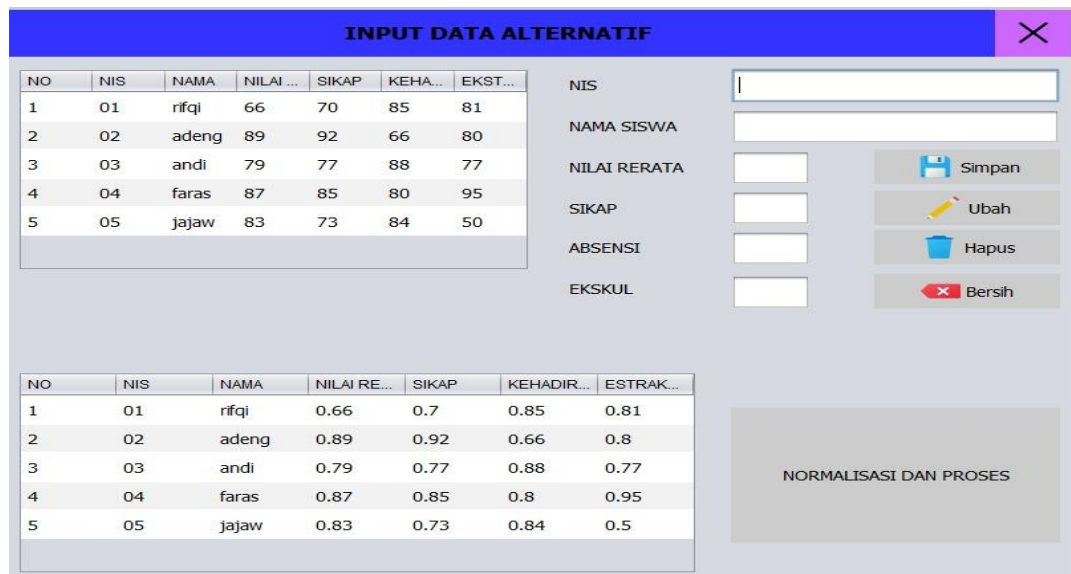 INPUT DATA ALTERNATIF
NO NIS NAMA NILAI ... SIKAP KEHA... EKST...
1 01 rifqi 66 70 85 81
2 02 adeng 89 92 66 80
3 03 andi 79 77 88 77
4 04 faras 87 85 80 95
5 05 jajaw 83 73 84 50
NIS
NAMA SISWA
NILAI RERATA
SIKAP
ABSENSI
EKSKUL
Simpan
Ubah
Hapus
Bersih
NO NIS NAMA NILAI RE... SIKAP KEHADIR... ESTRAK...
1 01 rifqi 0.66 0.7 0.85 0.81
2 02 adeng 0.89 0.92 0.66 0.8
3 03 andi 0.79 0.77 0.88 0.77
4 04 faras 0.87 0.85 0.8 0.95
5 05 jajaw 0.83 0.73 0.84 0.5
NORMALISASI DAN PROSES